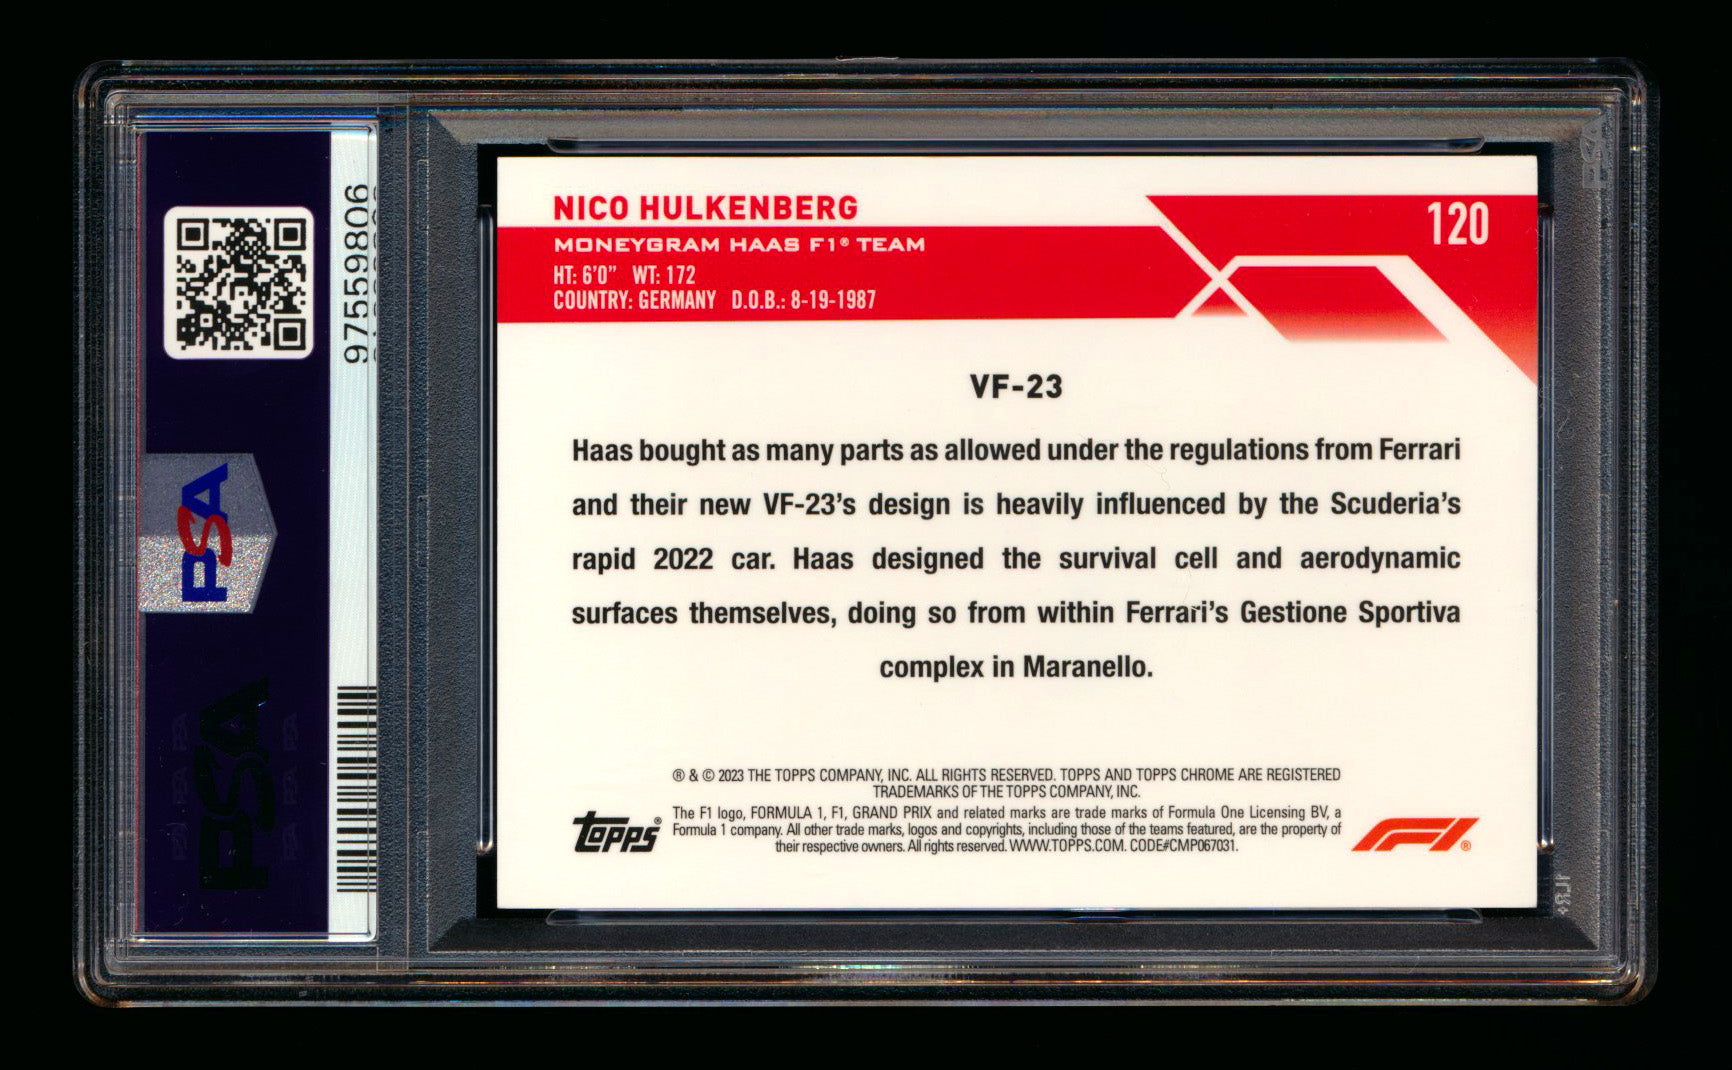 97559806
PSA
PSA
NICO HULKENBERG
120
MONEYGRAM HAAS F1® TEAM
HT: 6'0" WT: 172
COUNTRY: GERMANY D.O.B.: 8-19-1987
VF-23
Haas bought as many parts as allowed under the regulations from Ferrari
and their new VF-23's design is heavily influenced by the Scuderia's
rapid 2022 car. Haas designed the survival cell and aerodynamic
surfaces themselves, doing so from within Ferrari's Gestione Sportiva
complex in Maranello.
® & © 2023 THE TOPPS COMPANY, INC. ALL RIGHTS RESERVED. TOPPS AND TOPPS CHROME ARE REGISTERED
TRADEMARKS OF THE TOPPS COMPANY, INC.
topps®
The F1 logo, FORMULA 1, F1, GRAND PRIX and related marks are trade marks of Formula One Licensing BV, a
Formula 1 company. All other trade marks, logos and copyrights, including those of the teams featured, are the property of
their respective owners. All rights reserved. WWW.TOPPS.COM. CODE#CMP067031.
F1®